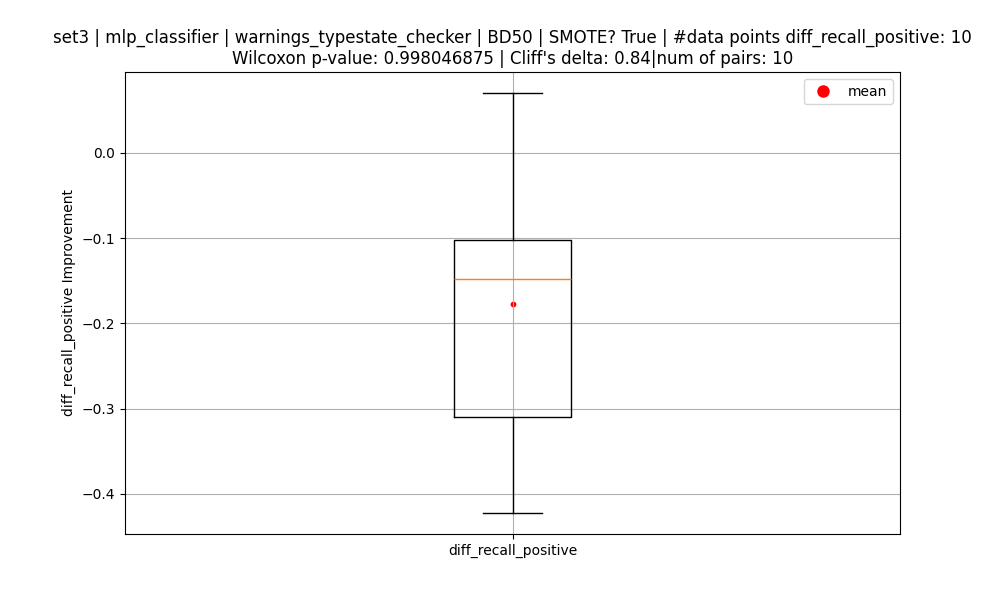 set3 | mlp_classifier | warnings_typestate_checker | BD50 | SMOTE? True | #data points diff_recall_positive: 10
Wilcoxon p-value: 0.998046875 | Cliff's delta: 0.84|num of pairs: 10
mean
0.0
−0.1
−0.2
−0.3
−0.4
diff_recall_positive Improvement
diff_recall_positive